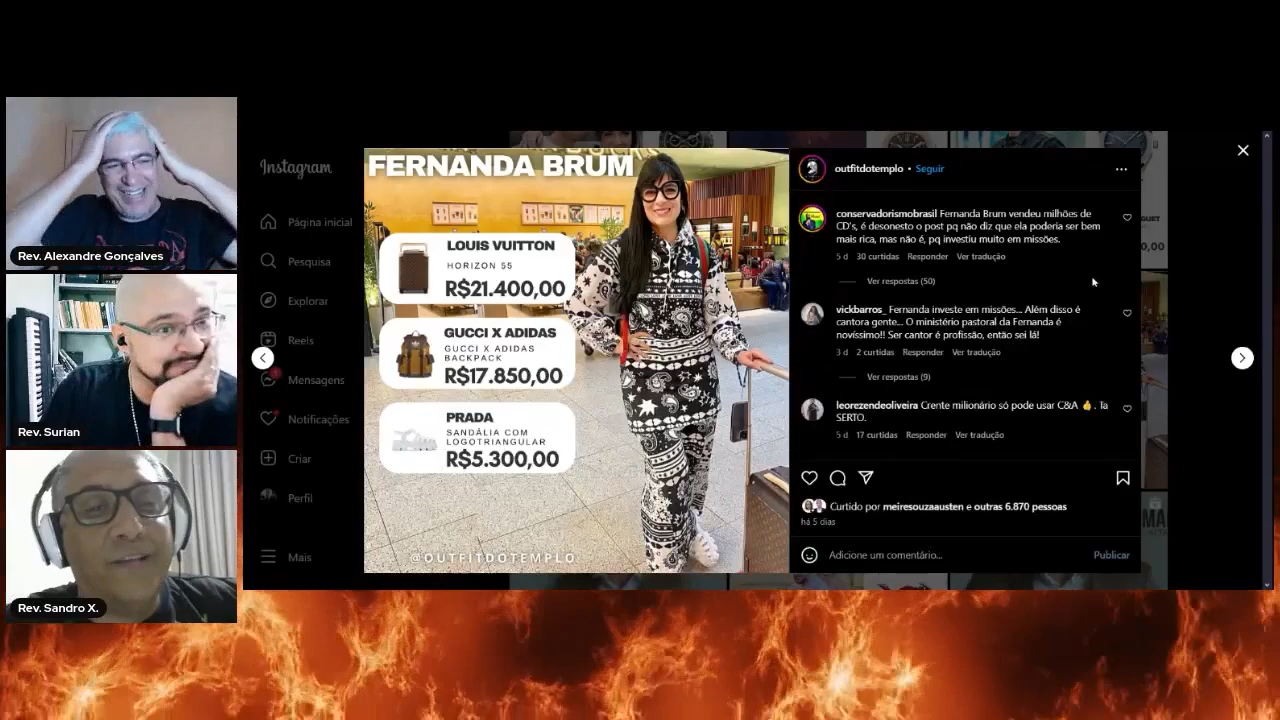 Rev. Alexandre Gonçalves
Rev. Surian
Rev. Sandro X.
Instagram
Página inicial
Pesquisa
Explorar
Reels
Mensagens
Notificações
Criar
Perfil
Mais
FERNANDA BRUM
LOUIS VUITTON
HORIZON 55
R$21.400,00
GUCCI X ADIDAS
GUCCI X ADIDAS
BACKPACK
R$17.850,00
PRADA
SANDÁLIA COM
LOGOTRIANGULAR
R$5.300,00
@OUTFITDOTEMPLO
outfitdotemplo • Seguir
conservadorismobrasil Fernanda Brum vendeu milhões de
CD's, é desonesto o post pq não diz que ela poderia ser bem
mais rica, mas não é, pq investiu muito em missões.
5 d 30 curtidas Responder Ver tradução
Ver respostas (50)
vickbarros_ Fernanda investe em missões... Além disso é
cantora gente... O ministério pastoral da Fernanda é
novíssimo!! Ser cantor é profissão, então sei lá!
3 d 2 curtidas Responder Ver tradução
Ver respostas (9)
leorezendeoliveira Crente milionário só pode usar C&A 👍. Ta
SERTO.
5 d 17 curtidas Responder Ver tradução
Curtido por meiresouzaausten e outras 6.870 pessoas
há 5 dias
Adicione um comentário...
Publicar